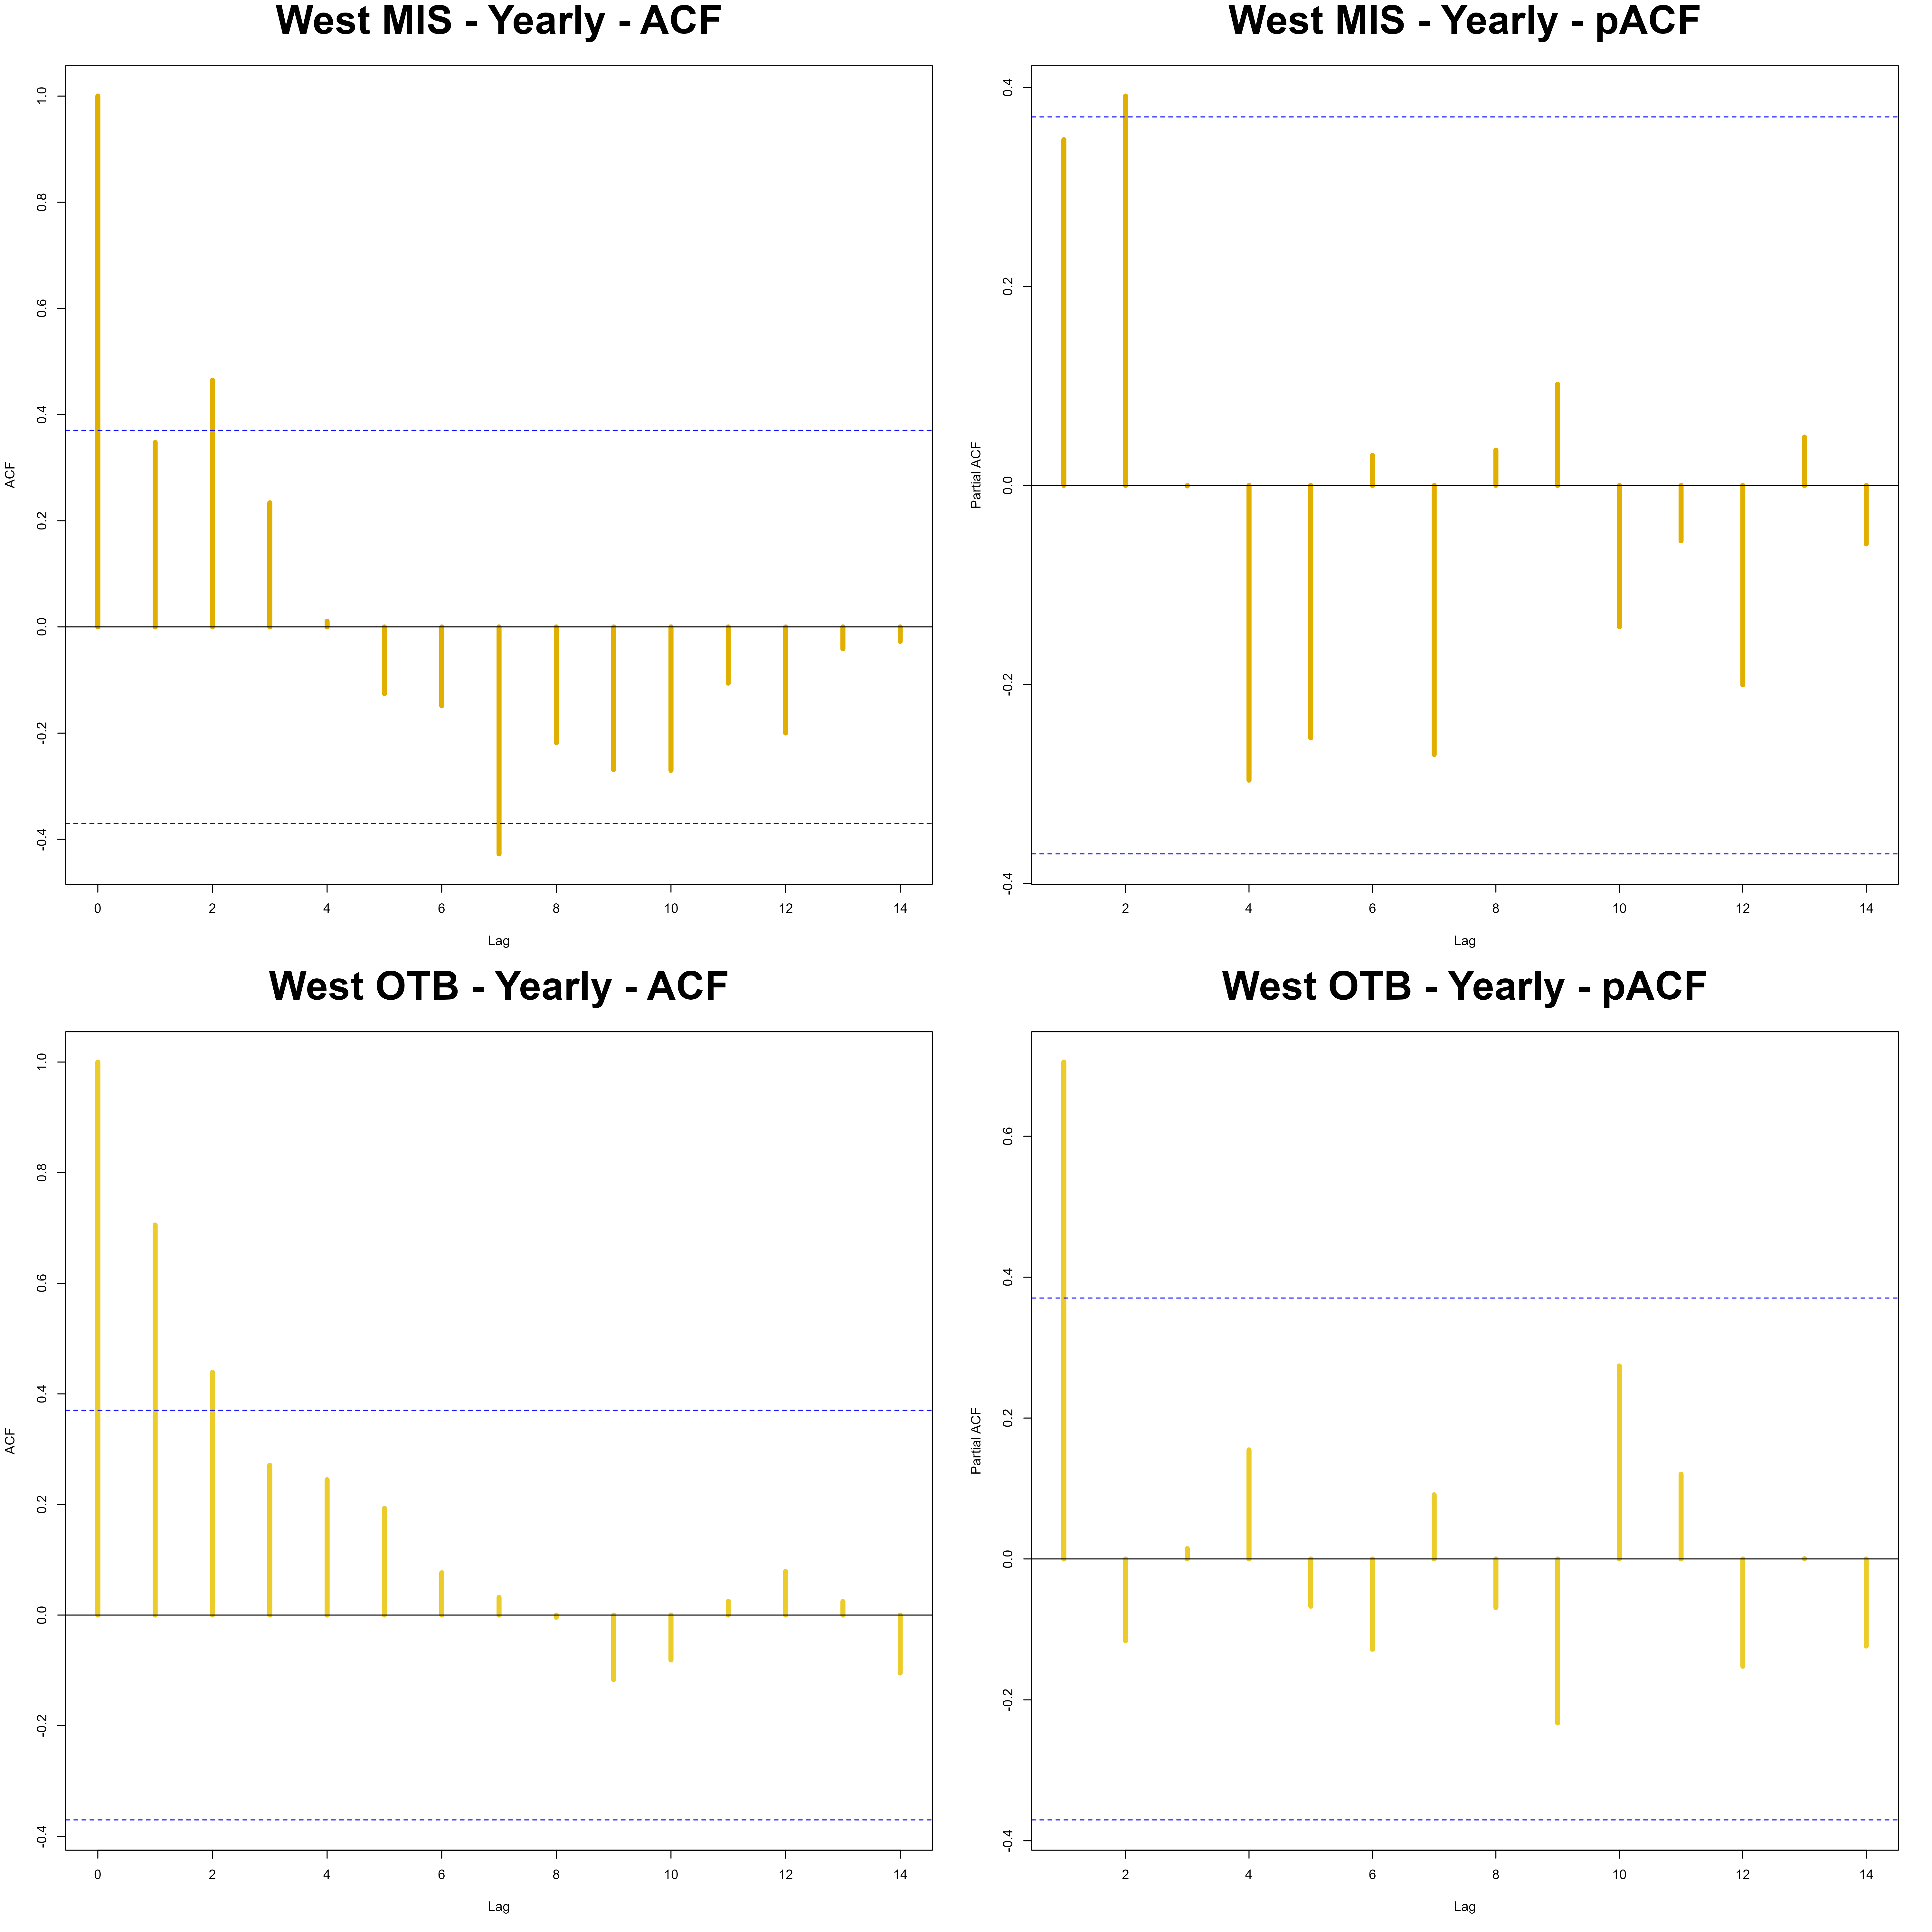 West MIS - Yearly - ACF
ACF
1.0
0.8
0.6
0.4
0.2
0.0
-0.2
-0.4
0 2 4 6 8 10 12 14
Lag
West MIS - Yearly - pACF
Partial ACF
0.4
0.2
0.0
-0.2
-0.4
2 4 6 8 10 12 14
Lag
West OTB - Yearly - ACF
ACF
1.0
0.8
0.6
0.4
0.2
0.0
-0.2
-0.4
0 2 4 6 8 10 12 14
Lag
West OTB - Yearly - pACF
Partial ACF
0.6
0.4
0.2
0.0
-0.2
-0.4
2 4 6 8 10 12 14
Lag